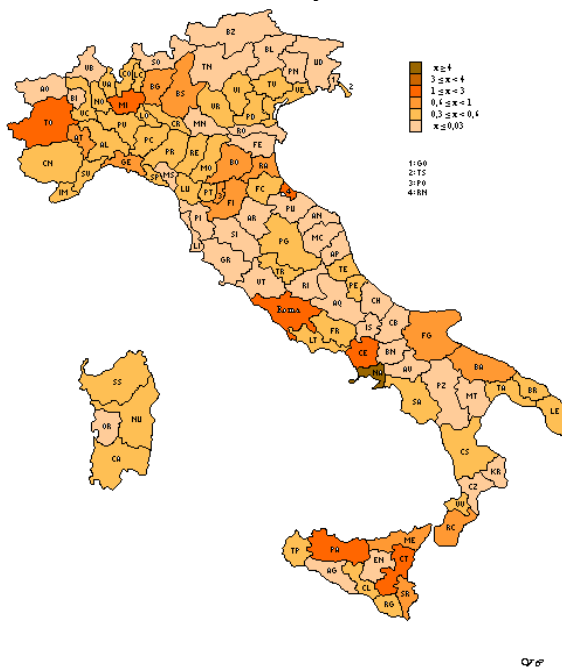 BZ
SO
BL
VB
TN
PN
UD
AO
BI
VA
CO
LC
BG
BS
VI
TV
VE
1
2
TO
NO
MI
VR
PD
VC
LO
CR
MN
RO
AT
AL
PV
PC
FE
PR
RE
CN
GE
MO
BO
RA
SV
SP
MS
IM
LU
PT
3
FI
FC
4
PI
AR
PU
AN
LI
SI
MC
PG
AP
GR
TR
TE
VT
RI
PE
AQ
CH
Roma
CB
IS
FR
LT
FG
CE
BN
NA
AV
BA
PZ
SA
MT
TA
BR
LE
SS
OR
NU
CA
CS
KR
CZ
VV
RC
TP
PA
ME
EN
CT
AG
CL
SR
RG
x ≥ 4
3 ≤ x < 4
1 ≤ x < 3
0,6 ≤ x < 1
0,3 ≤ x < 0,6
x ≤ 0,03
1: GO
2: TS
3: PO
4: RN